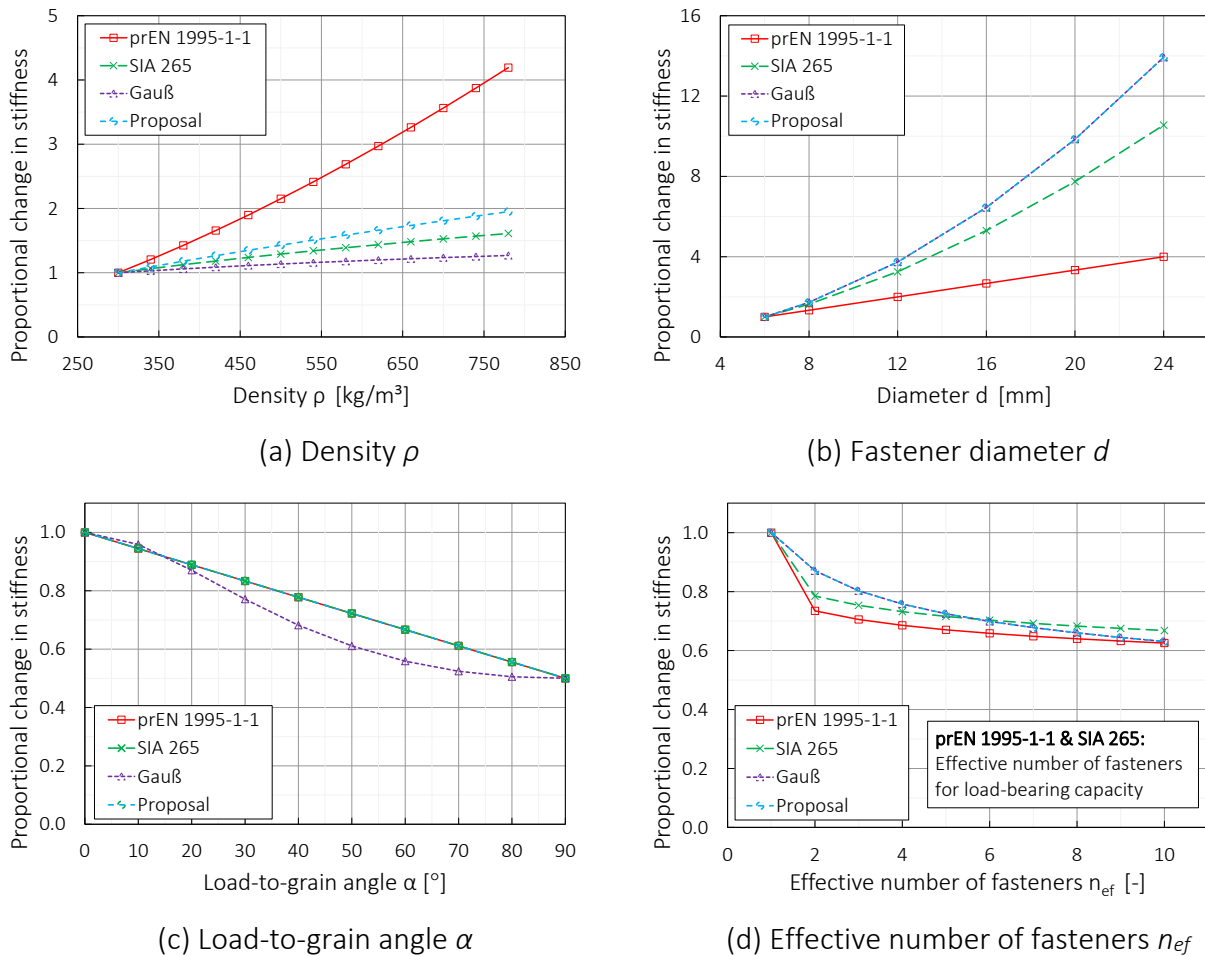 Proportional change in stiffness
5
4
3
2
1
0
prEN 1995-1-1
SIA 265
Gauß
Proposal
250 350 450 550 650 750 850
Density ρ [kg/m³]
(a) Density ρ
Proportional change in stiffness
16
12
8
4
0
prEN 1995-1-1
SIA 265
Gauß
Proposal
4 8 12 16 20 24
Diameter d [mm]
(b) Fastener diameter d
Proportional change in stiffness
1.0
0.8
0.6
0.4
0.2
0.0
prEN 1995-1-1
SIA 265
Gauß
Proposal
0 10 20 30 40 50 60 70 80 90
Load-to-grain angle α [°]
(c) Load-to-grain angle α
Proportional change in stiffness
1.0
0.8
0.6
0.4
0.2
0.0
prEN 1995-1-1
SIA 265
Gauß
Proposal
prEN 1995-1-1 & SIA 265:
Effective number of fasteners
for load-bearing capacity
0 2 4 6 8 10
Effective number of fasteners nef [-]
(d) Effective number of fasteners nef